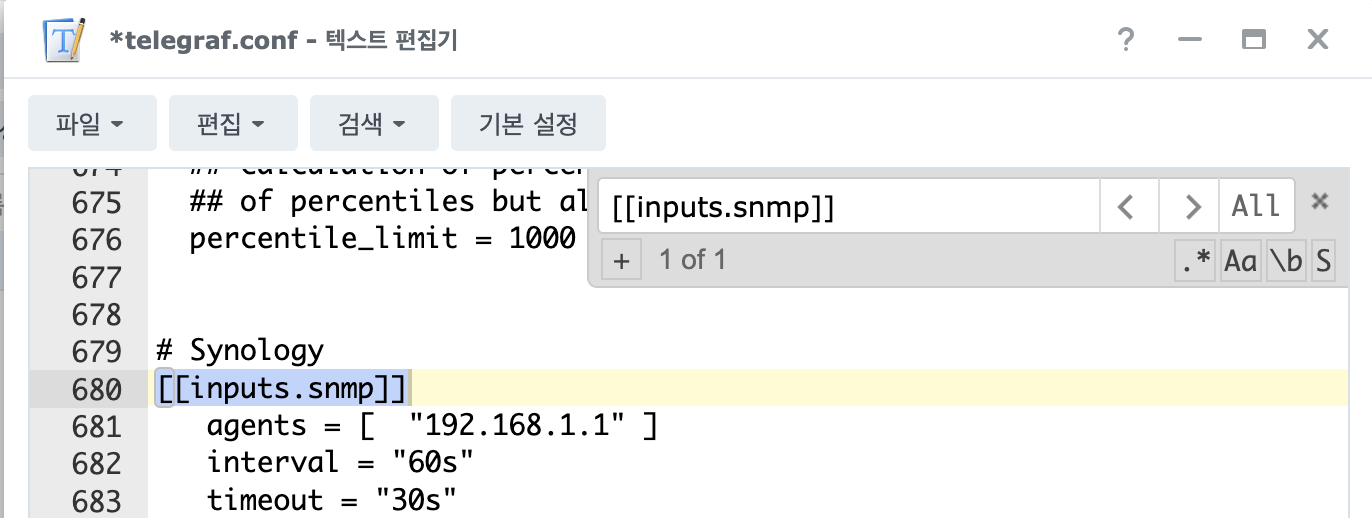 *telegraf.conf - 텍스트 편집기
파일 편집 검색 기본 설정
[[inputs.snmp]] All
+ 1 of 1 .* Aa \b S
674 ## calculation of percen
675 ## of percentiles but al
676 percentile_limit = 1000
677
678
679 # Synology
680 [[inputs.snmp]]
681 agents = [ "192.168.1.1" ]
682 interval = "60s"
683 timeout = "30s"